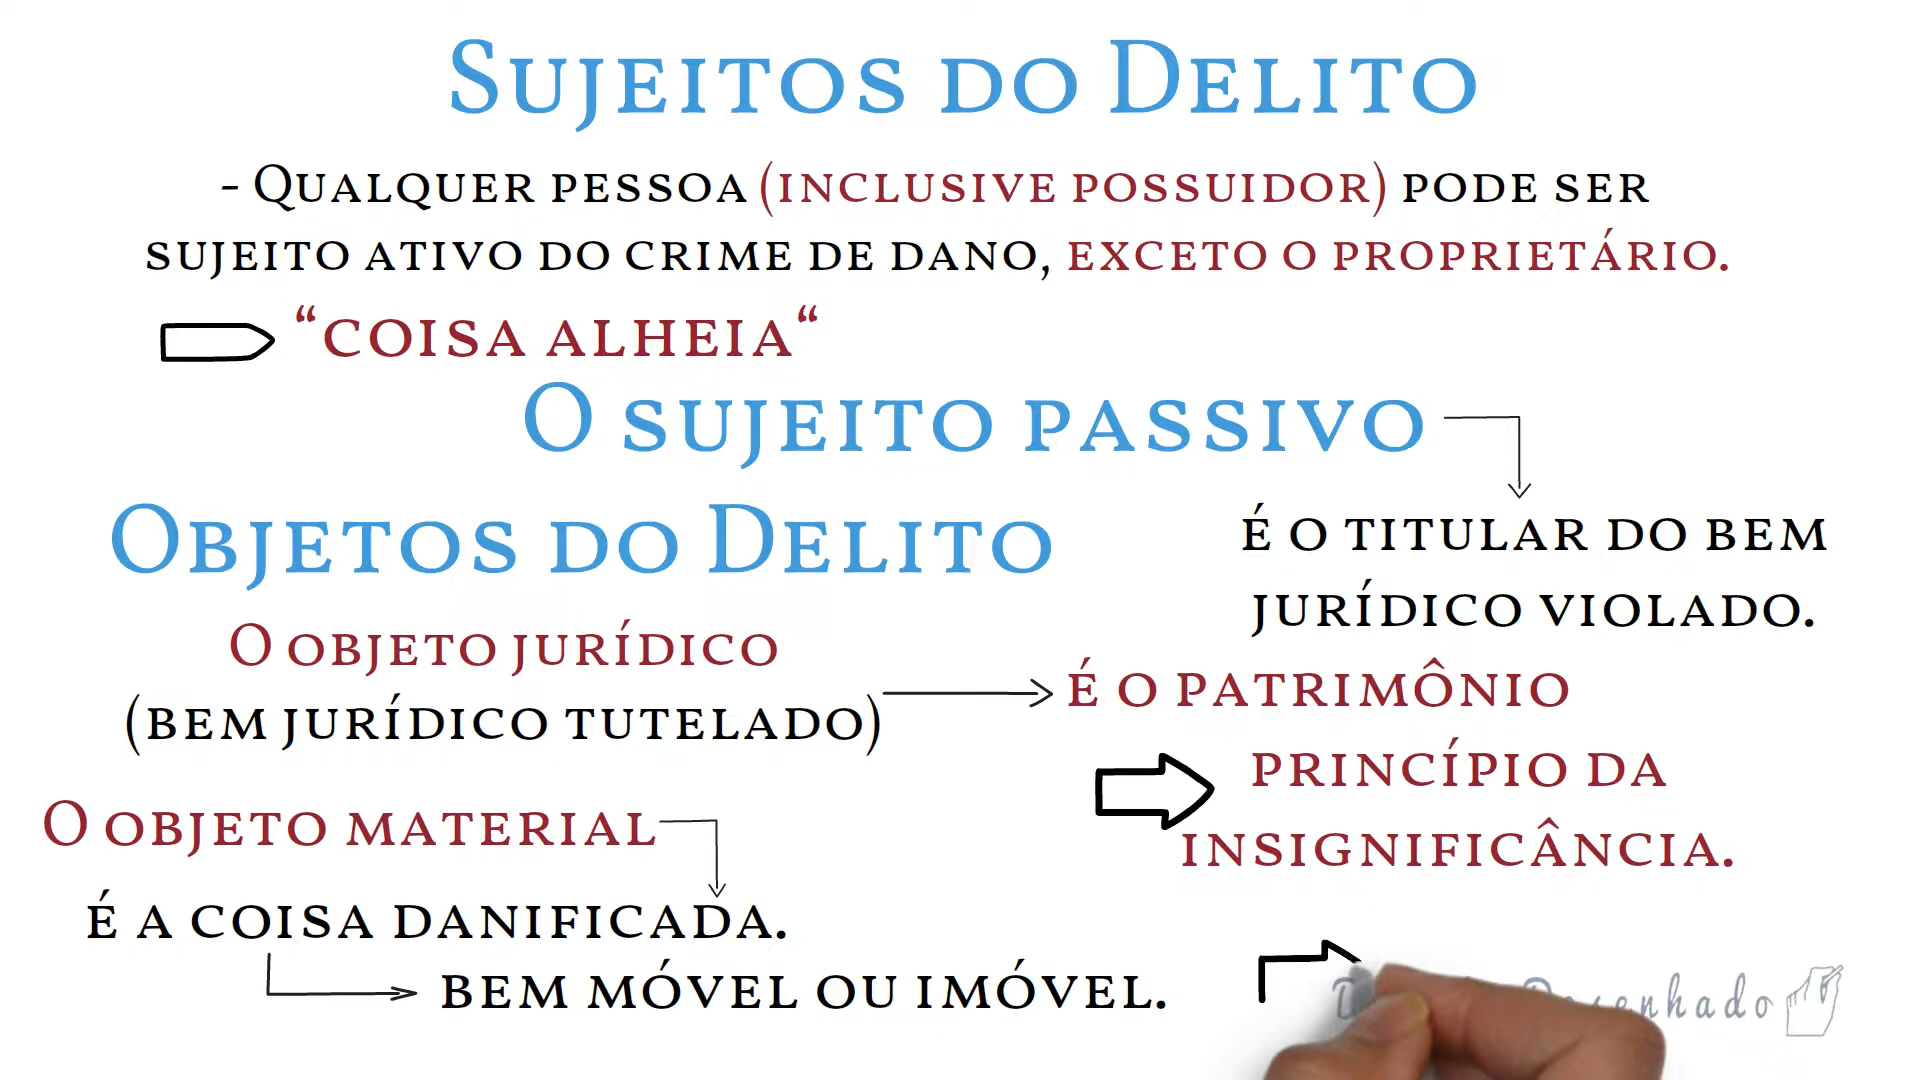 Sujeitos do Delito
- Qualquer pessoa (inclusive possuidor) pode ser
sujeito ativo do crime de dano, exceto o proprietário.
“coisa alheia“
O sujeito passivo
é o titular do bem
jurídico violado.
Objetos do Delito
O objeto jurídico
(bem jurídico tutelado)
é o patrimônio
princípio da
insignificância.
O objeto material
é a coisa danificada.
bem móvel ou imóvel.